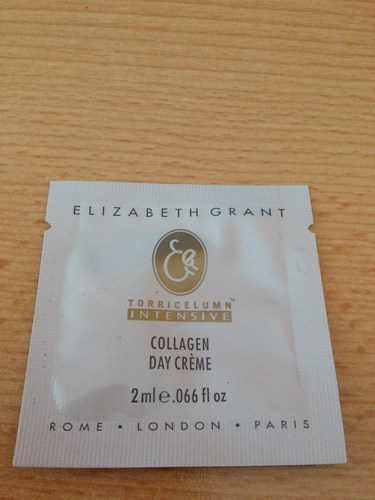 ELIZABETH GRANT
TORRICELUMN™
INTENSIVE
COLLAGEN
DAY CRÈME
2 ml e .066 fl oz
ROME • LONDON • PARIS